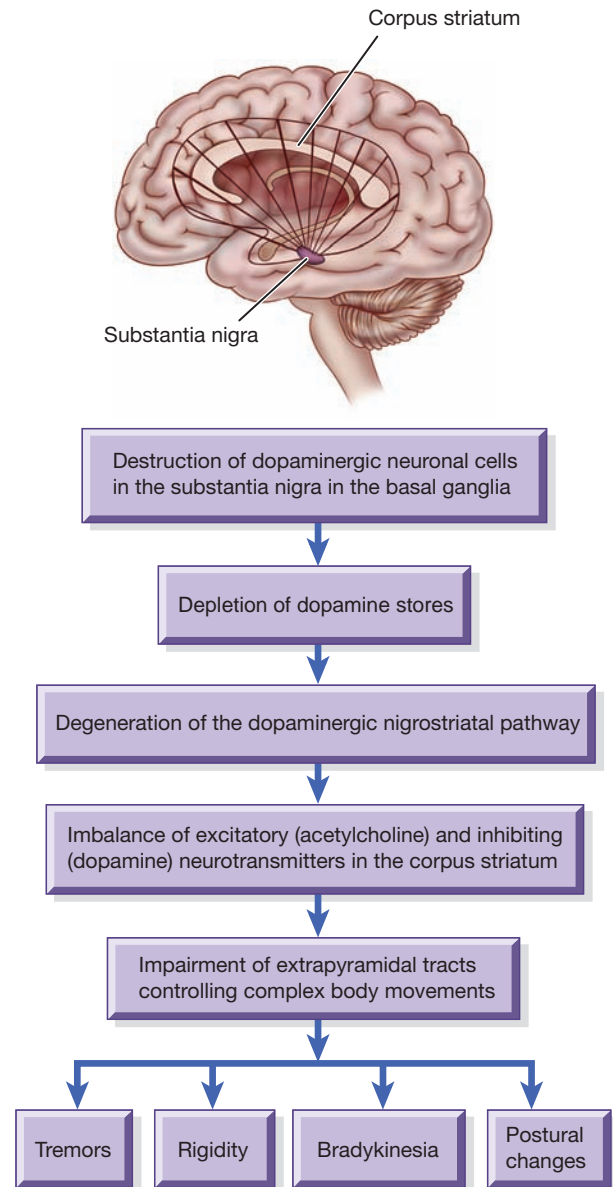 Corpus striatum
Substantia nigra
Destruction of dopaminergic neuronal cells
in the substantia nigra in the basal ganglia
Depletion of dopamine stores
Degeneration of the dopaminergic nigrostriatal pathway
Imbalance of excitatory (acetylcholine) and inhibiting
(dopamine) neurotransmitters in the corpus striatum
Impairment of extrapyramidal tracts
controlling complex body movements
Tremors
Rigidity
Bradykinesia
Postural
changes